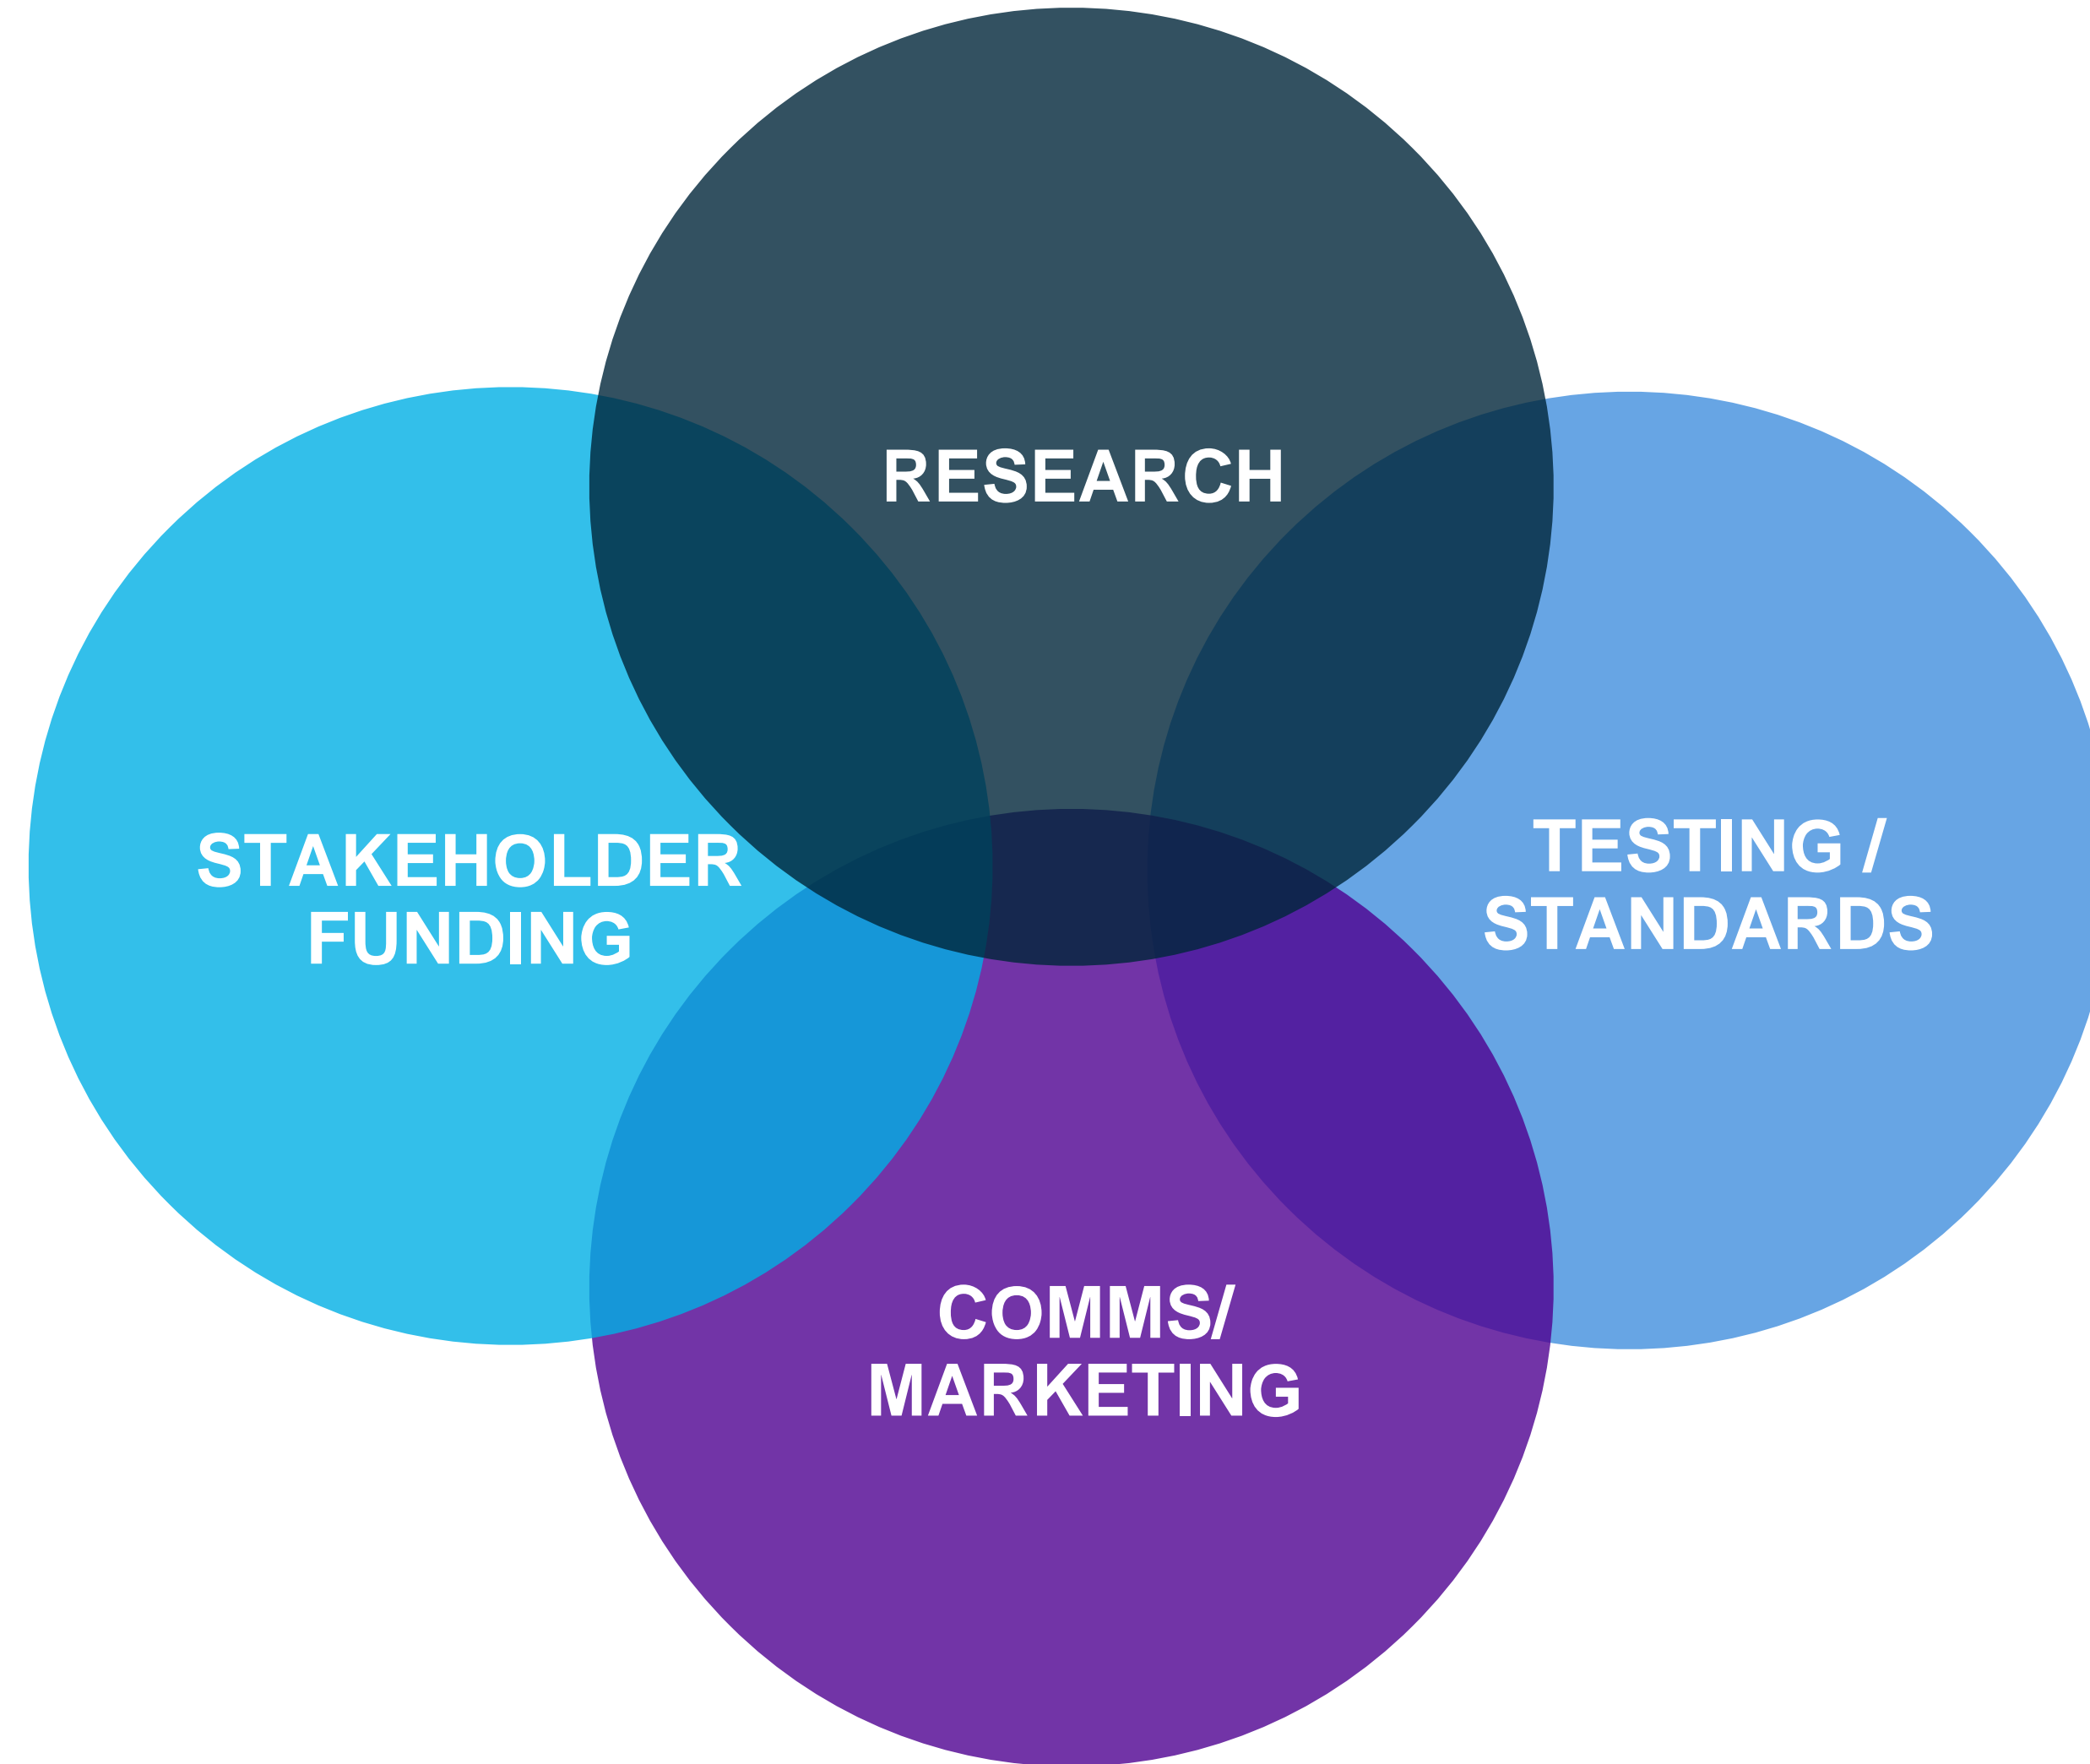 RESEARCH
STAKEHOLDER
FUNDING
TESTING /
STANDARDS
COMMS/
MARKETING